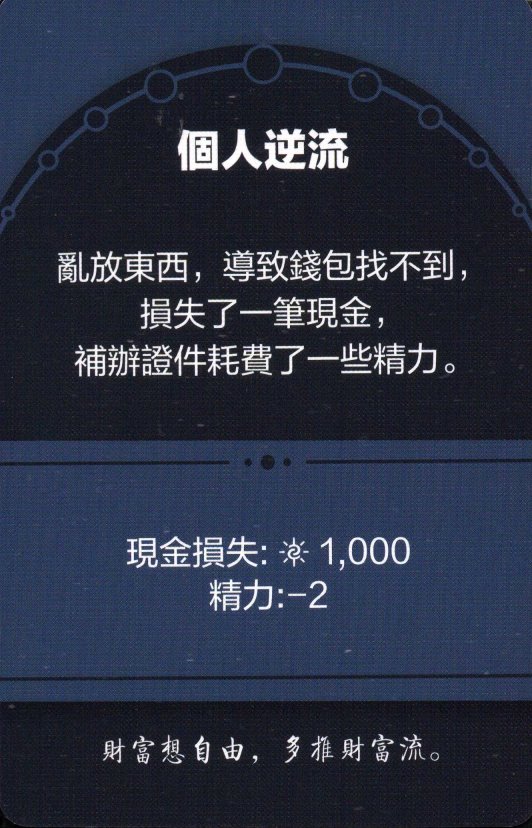 個人逆流
亂放東西，導致錢包找不到，
損失了一筆現金，
補辦證件耗費了一些精力。
現金損失: 1,000
精力:-2
財富想自由，多推財富流。